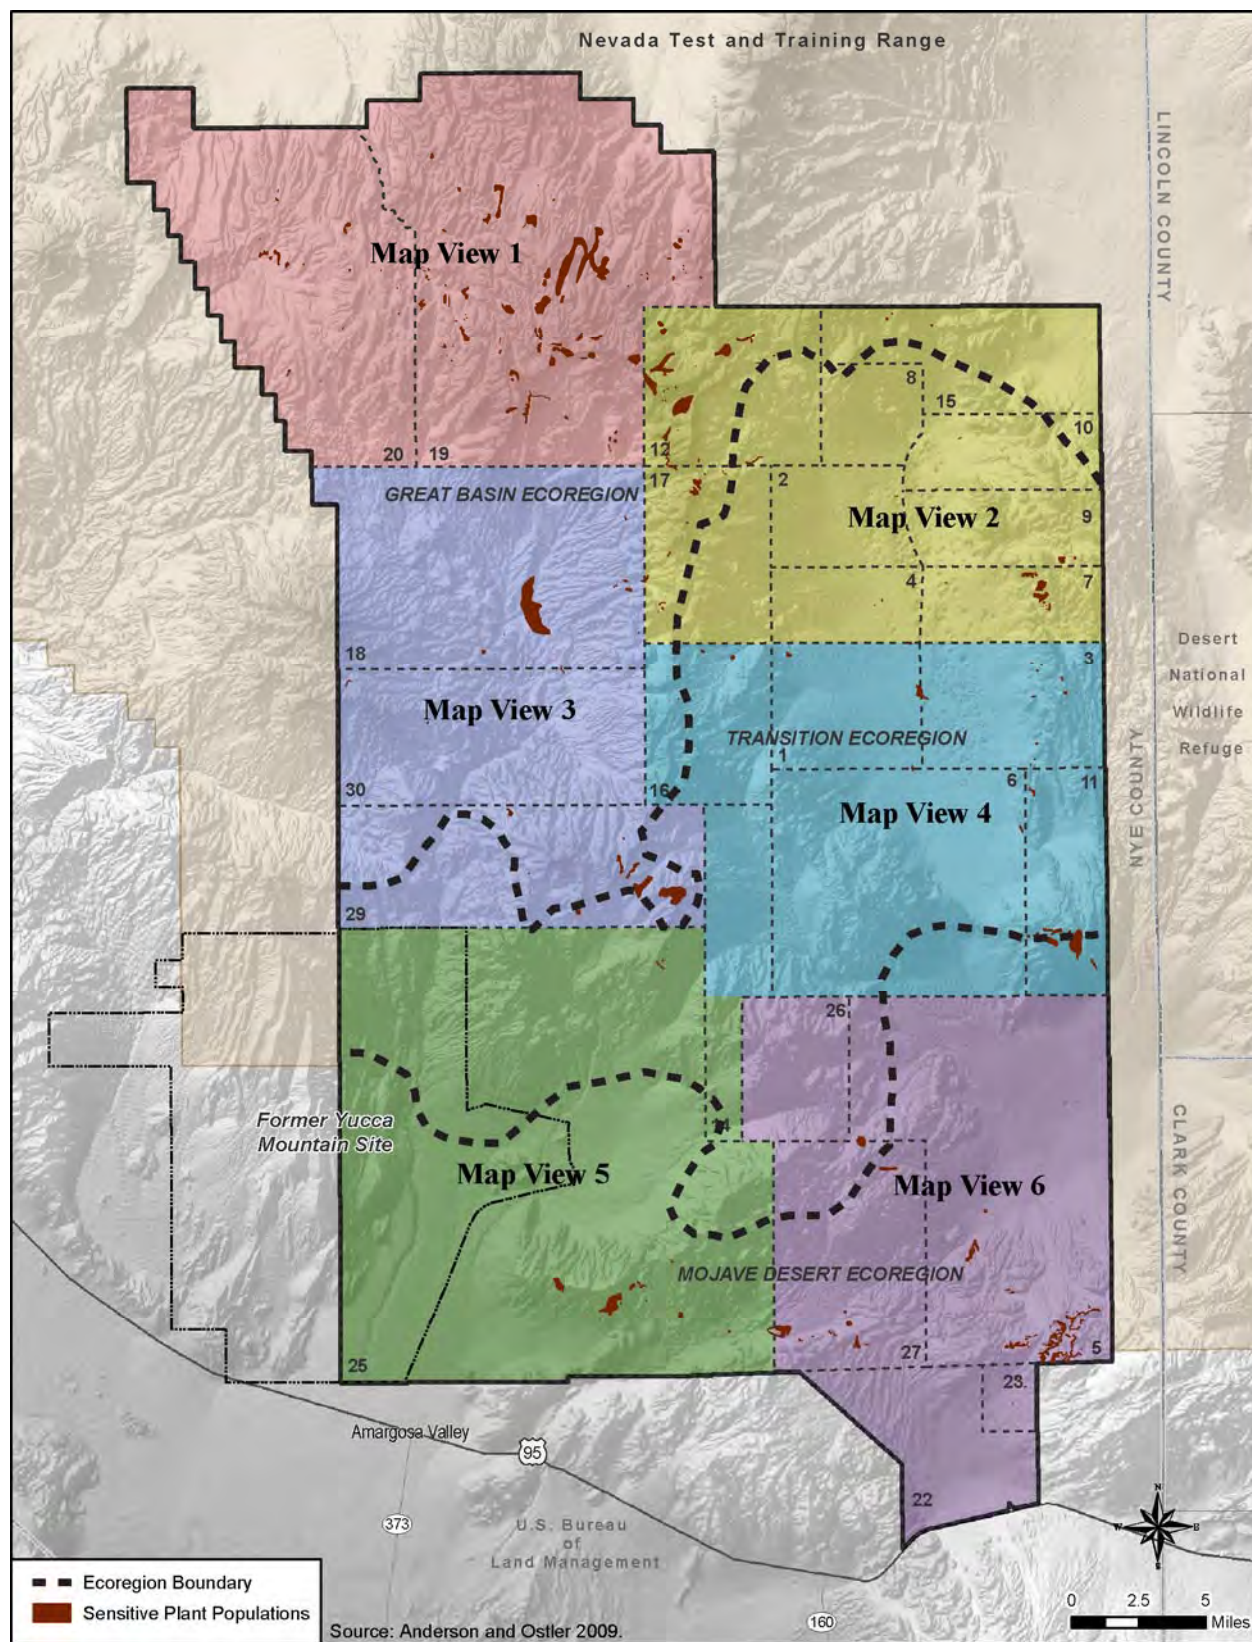 Nevada Test and Training Range
LINCOLN COUNTY
Map View 1
8
15
10
12
20
19
17
2
GREAT BASIN ECOREGION
Map View 2
9
4
7
18
3
Desert
National
Wildlife
Refuge
Map View 3
TRANSITION ECOREGION
1
NYE COUNTY
6
11
30
16
Map View 4
29
26
Former Yucca
Mountain Site
CLARK COUNTY
Map View 5
Map View 6
MOJAVE DESERT ECOREGION
25
27
5
23
22
Amargosa Valley
95
373
U.S. Bureau
of
Land Management
160
N
W
E
S
Ecoregion Boundary
Sensitive Plant Populations
Source: Anderson and Ostler 2009.
0 2.5 5
Miles